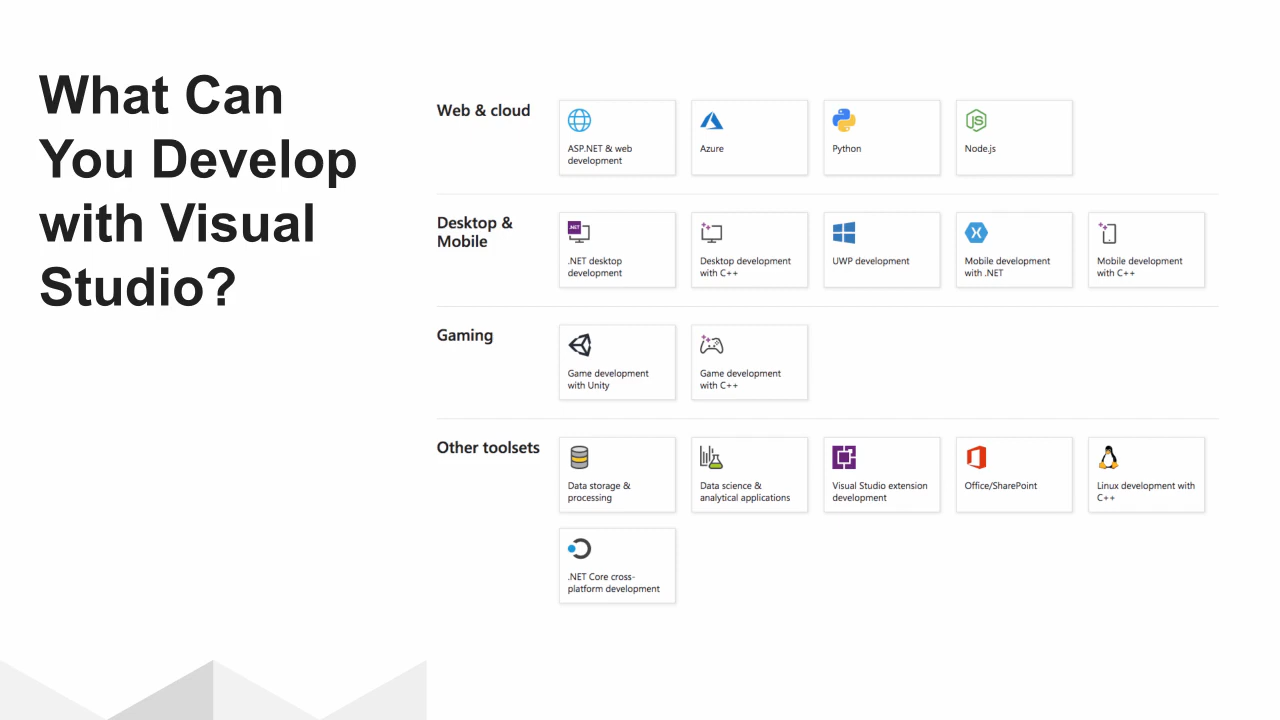 What Can
You Develop
with Visual
Studio?
Web & cloud
ASP.NET & web
development
Azure
Python
Node.js
Desktop &
Mobile
.NET
.NET desktop
development
Desktop development
with C++
UWP development
Mobile development
with .NET
Mobile development
with C++
Gaming
Game development
with Unity
Game development
with C++
Other toolsets
Data storage &
processing
Data science &
analytical applications
Visual Studio extension
development
Office/SharePoint
Linux development with
C++
.NET Core cross-
platform development